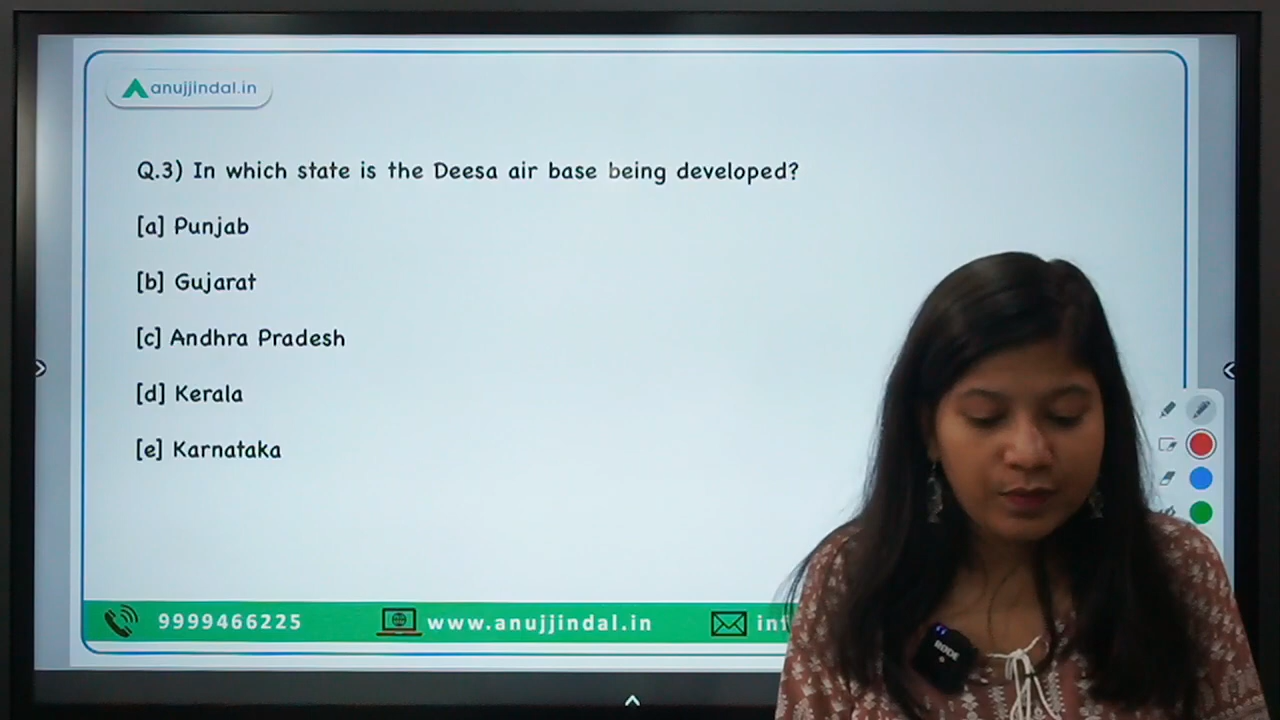 anujjindal.in
Q.3) In which state is the Deesa air base being developed?
[a] Punjab
[b] Gujarat
[c] Andhra Pradesh
[d] Kerala
[e] Karnataka
9999466225 www.anujjindal.in
RODE